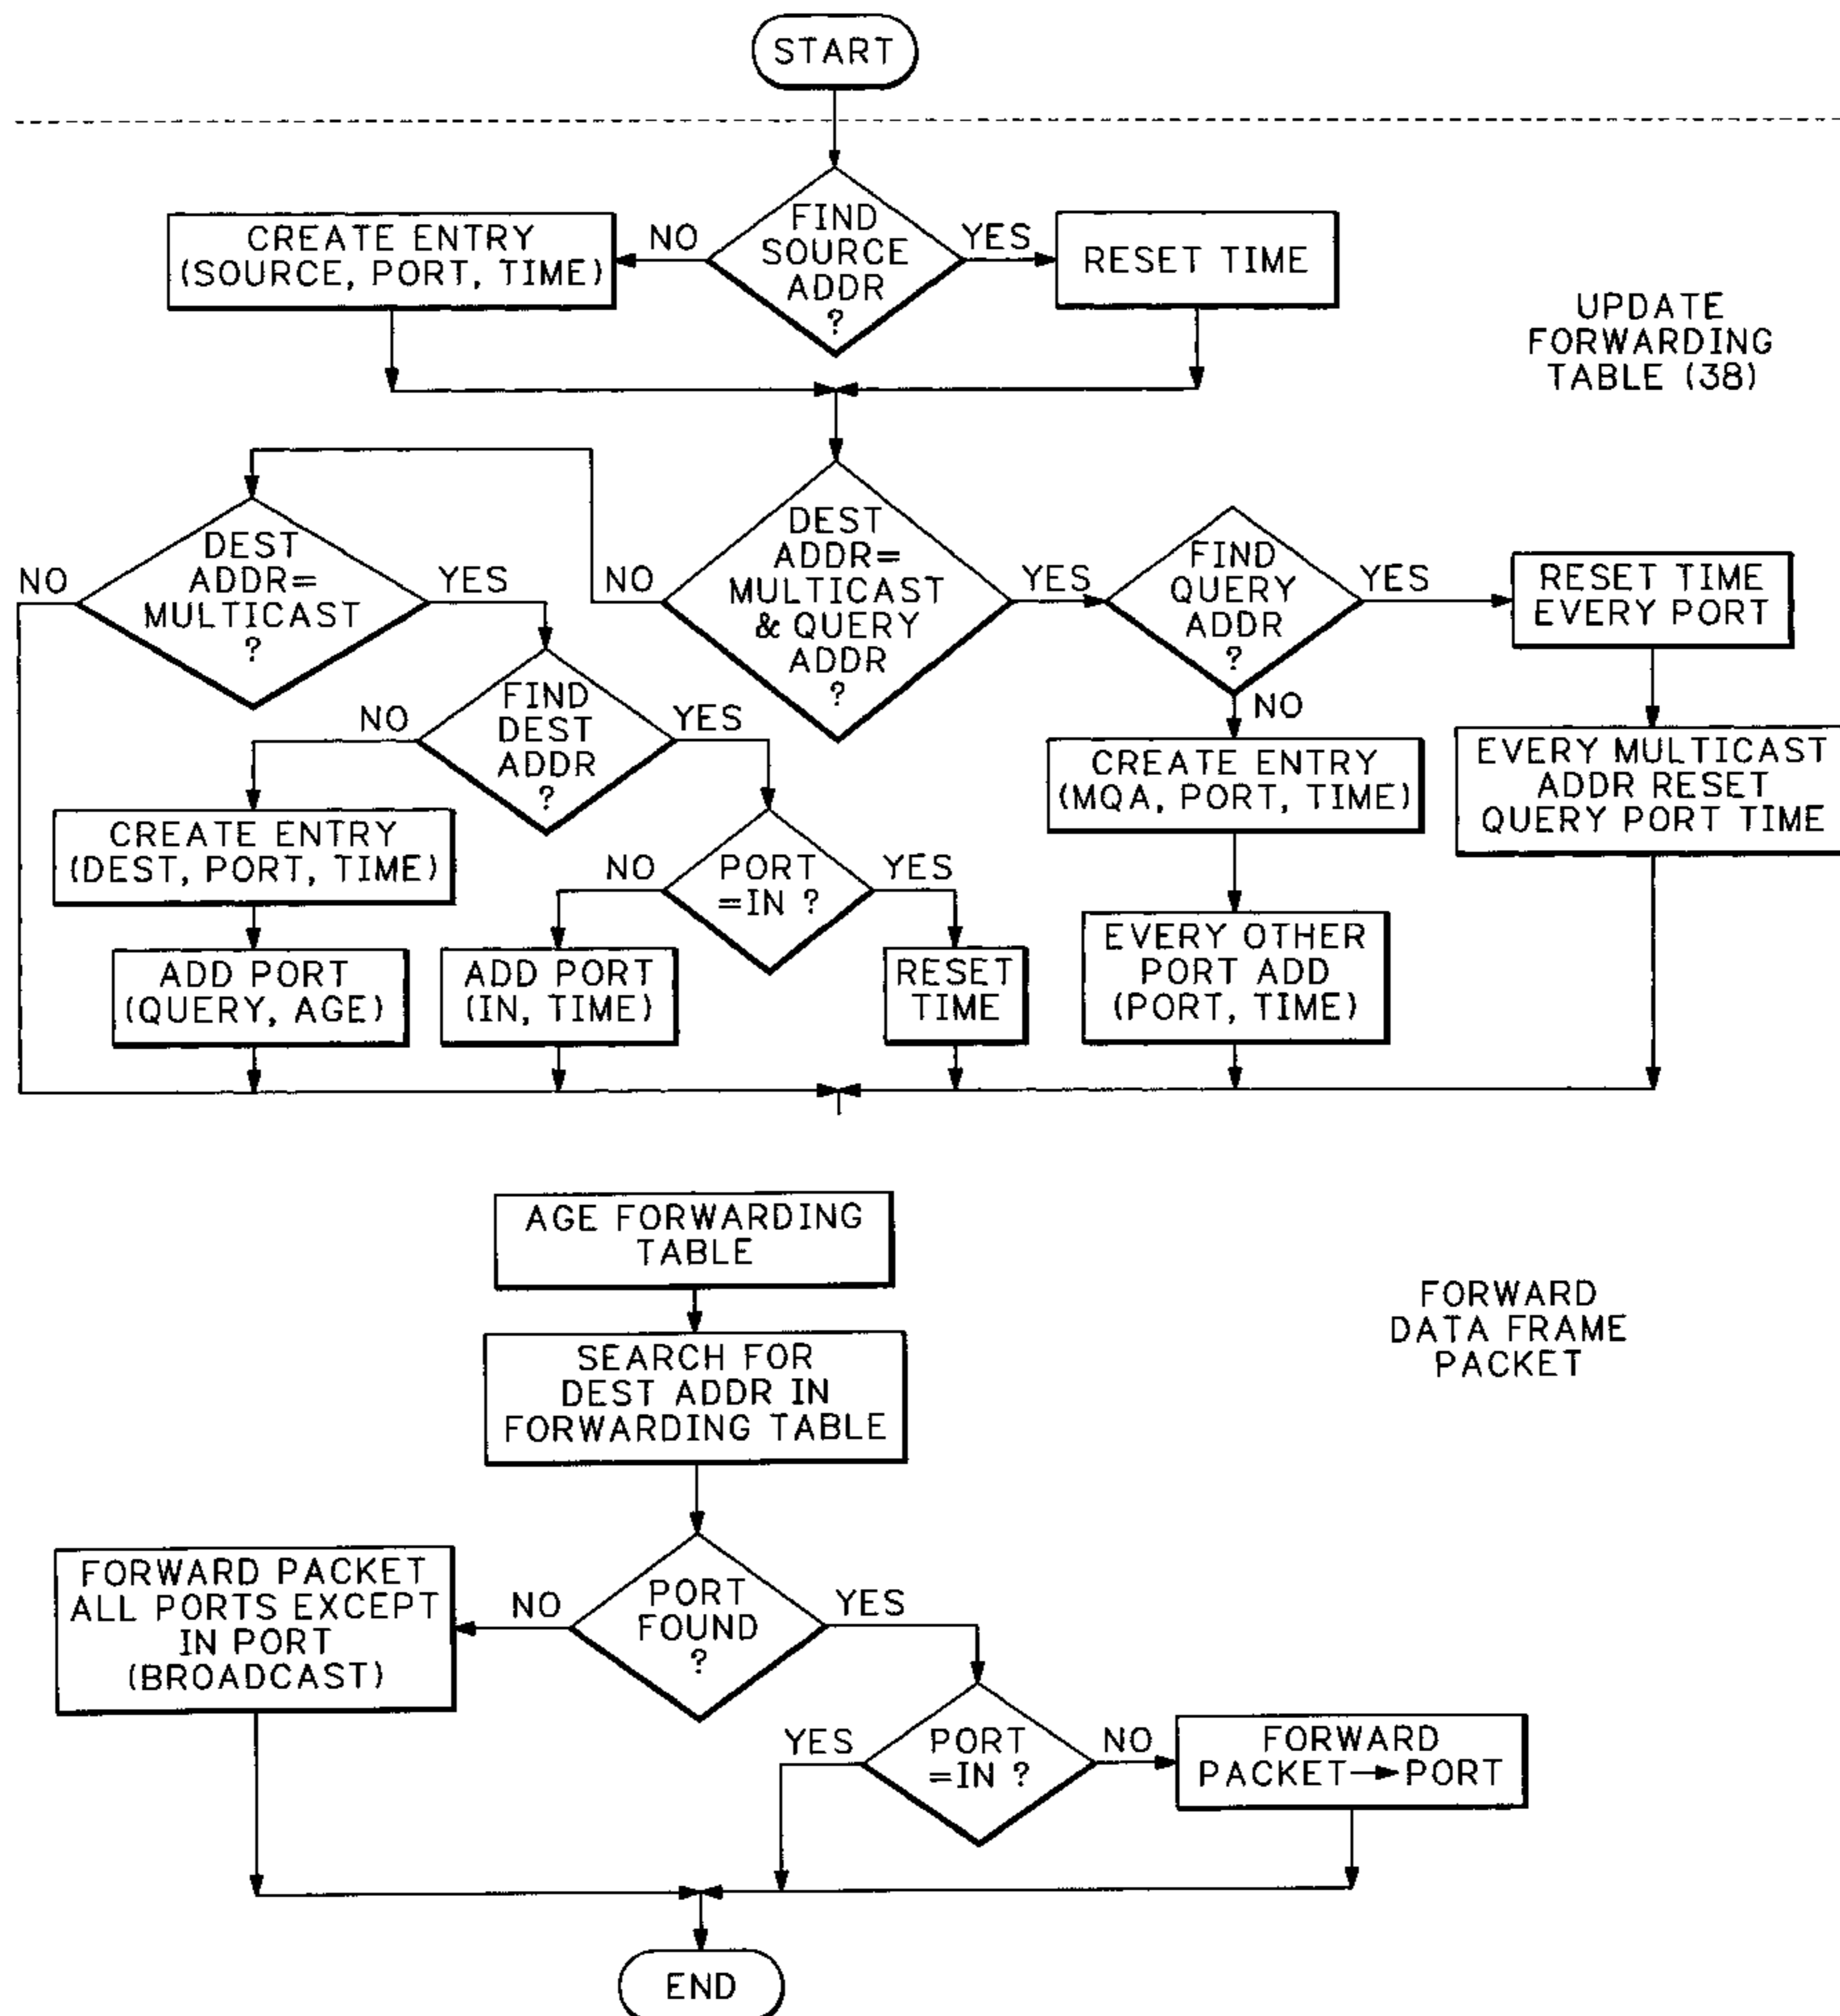 START
FIND
SOURCE
ADDR
?
NO
YES
CREATE ENTRY
(SOURCE, PORT, TIME)
RESET TIME
UPDATE
FORWARDING
TABLE (38)
DEST
ADDR=
MULTICAST
& QUERY
ADDR
?
NO
YES
DEST
ADDR=
MULTICAST
?
NO
YES
FIND
QUERY
ADDR
?
YES
NO
RESET TIME
EVERY PORT
EVERY MULTICAST
ADDR RESET
QUERY PORT TIME
FIND
DEST
ADDR
?
NO
YES
CREATE ENTRY
(MQA, PORT, TIME)
CREATE ENTRY
(DEST, PORT, TIME)
PORT
=IN ?
NO
YES
ADD PORT
(QUERY, AGE)
ADD PORT
(IN, TIME)
RESET
TIME
EVERY OTHER
PORT ADD
(PORT, TIME)
AGE FORWARDING
TABLE
SEARCH FOR
DEST ADDR IN
FORWARDING TABLE
FORWARD
DATA FRAME
PACKET
PORT
FOUND
?
NO
YES
FORWARD PACKET
ALL PORTS EXCEPT
IN PORT
(BROADCAST)
PORT
=IN ?
YES
NO
FORWARD
PACKET→PORT
END